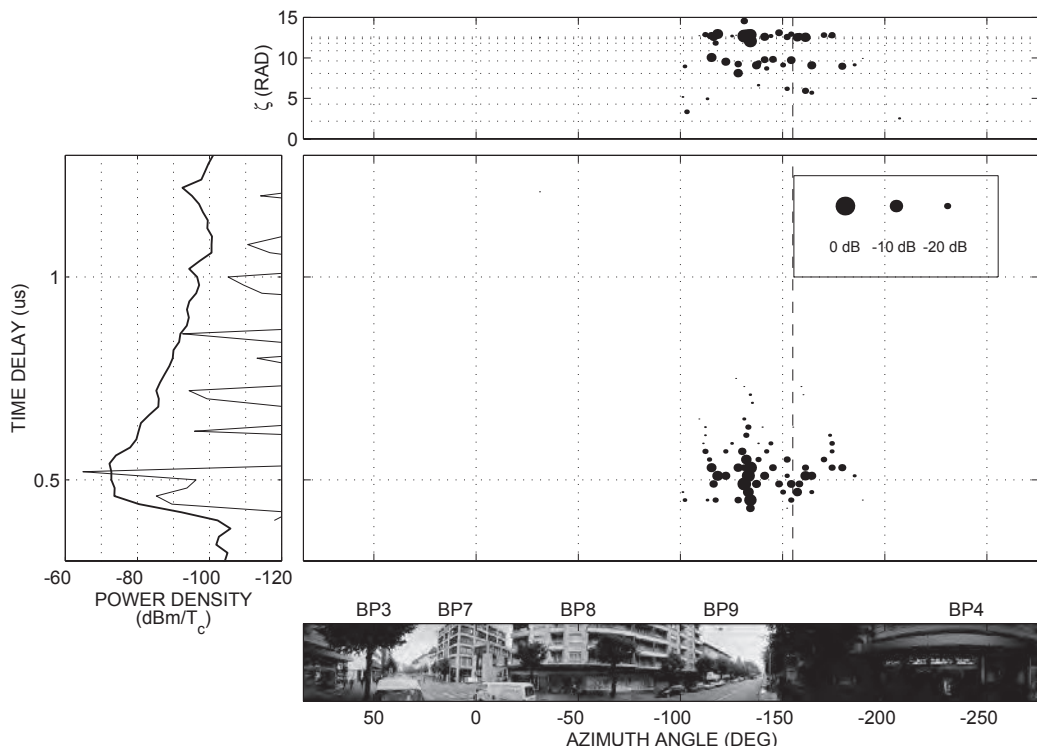 15
10
5
0
ζ (RAD)
1
0.5
TIME DELAY (us)
-60 -80 -100 -120
POWER DENSITY
(dBm/T_c)
0 dB -10 dB -20 dB
BP3 BP7 BP8 BP9 BP4
50 0 -50 -100 -150 -200 -250
AZIMUTH ANGLE (DEG)